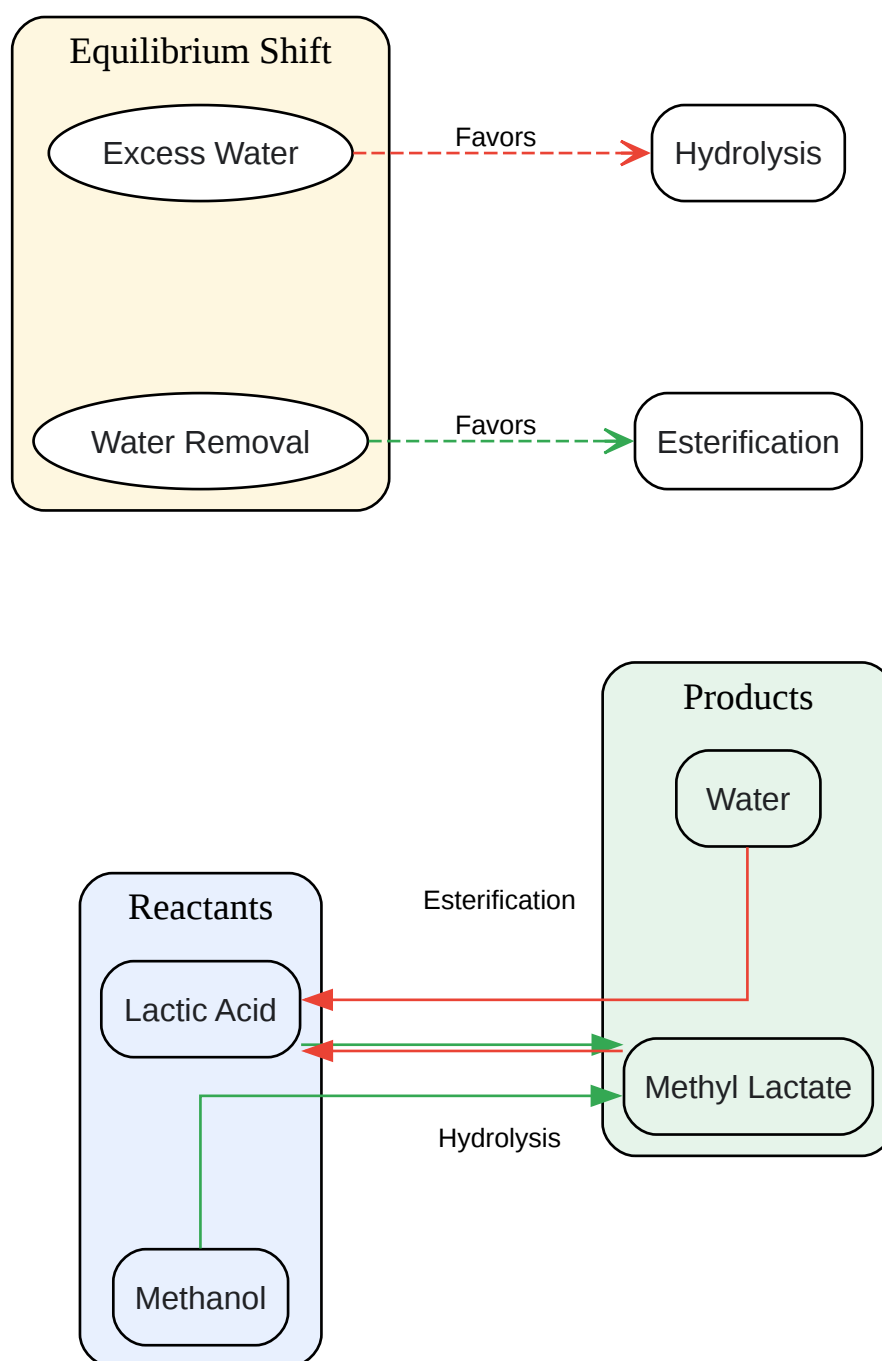 Equilibrium Shift
Excess Water
Favors
Hydrolysis
Water Removal
Favors
Esterification
Products
Water
Reactants
Esterification
Lactic Acid
Methyl Lactate
Hydrolysis
Methanol